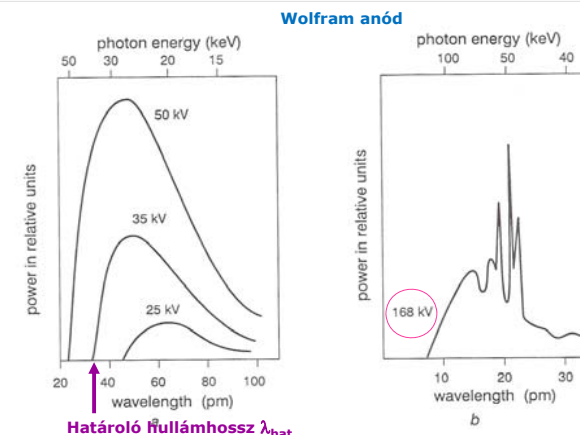 Wolfram anód
photon energy (keV)
50 30 20 15
power in relative units
50 kV
35 kV
25 kV
20 40 60 80 100
wavelength (pm)
a
Határoló hullámhossz λhat
photon energy (keV)
100 50 40
power in relative units
168 kV
10 20 30
wavelength (pm)
b